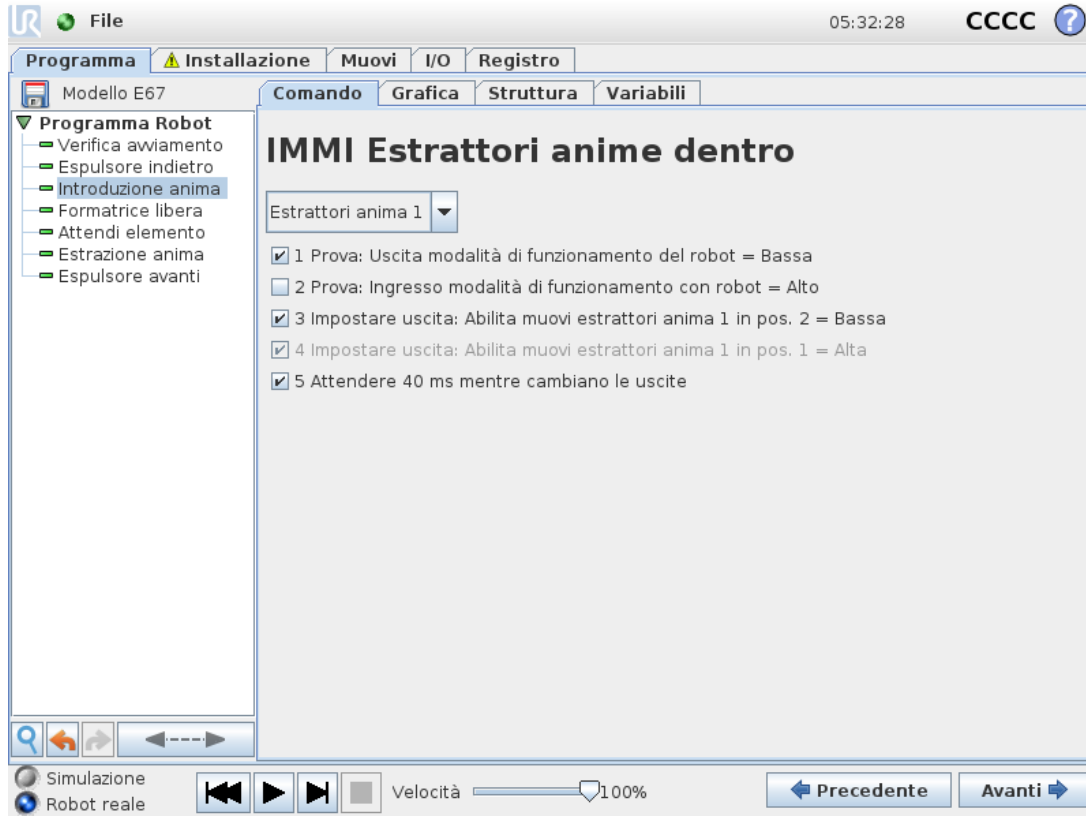 UR File 05:32:28 CCCC ?
Programma Installazione Muovi I/O Registro
Modello E67
Comando Grafica Struttura Variabili
Programma Robot
Verifica avviamento
Espulsore indietro
Introduzione anima
Formatrice libera
Attendi elemento
Estrazione anima
Espulsore avanti
IMMI Estrattori anime dentro
Estrattori anima 1
1 Prova: Uscita modalità di funzionamento del robot = Bassa
2 Prova: Ingresso modalità di funzionamento con robot = Alto
3 Impostare uscita: Abilita muovi estrattori anima 1 in pos. 2 = Bassa
4 Impostare uscita: Abilita muovi estrattori anima 1 in pos. 1 = Alta
5 Attendere 40 ms mentre cambiano le uscite
Simulazione
Robot reale
Velocità 100%
Precedente Avanti